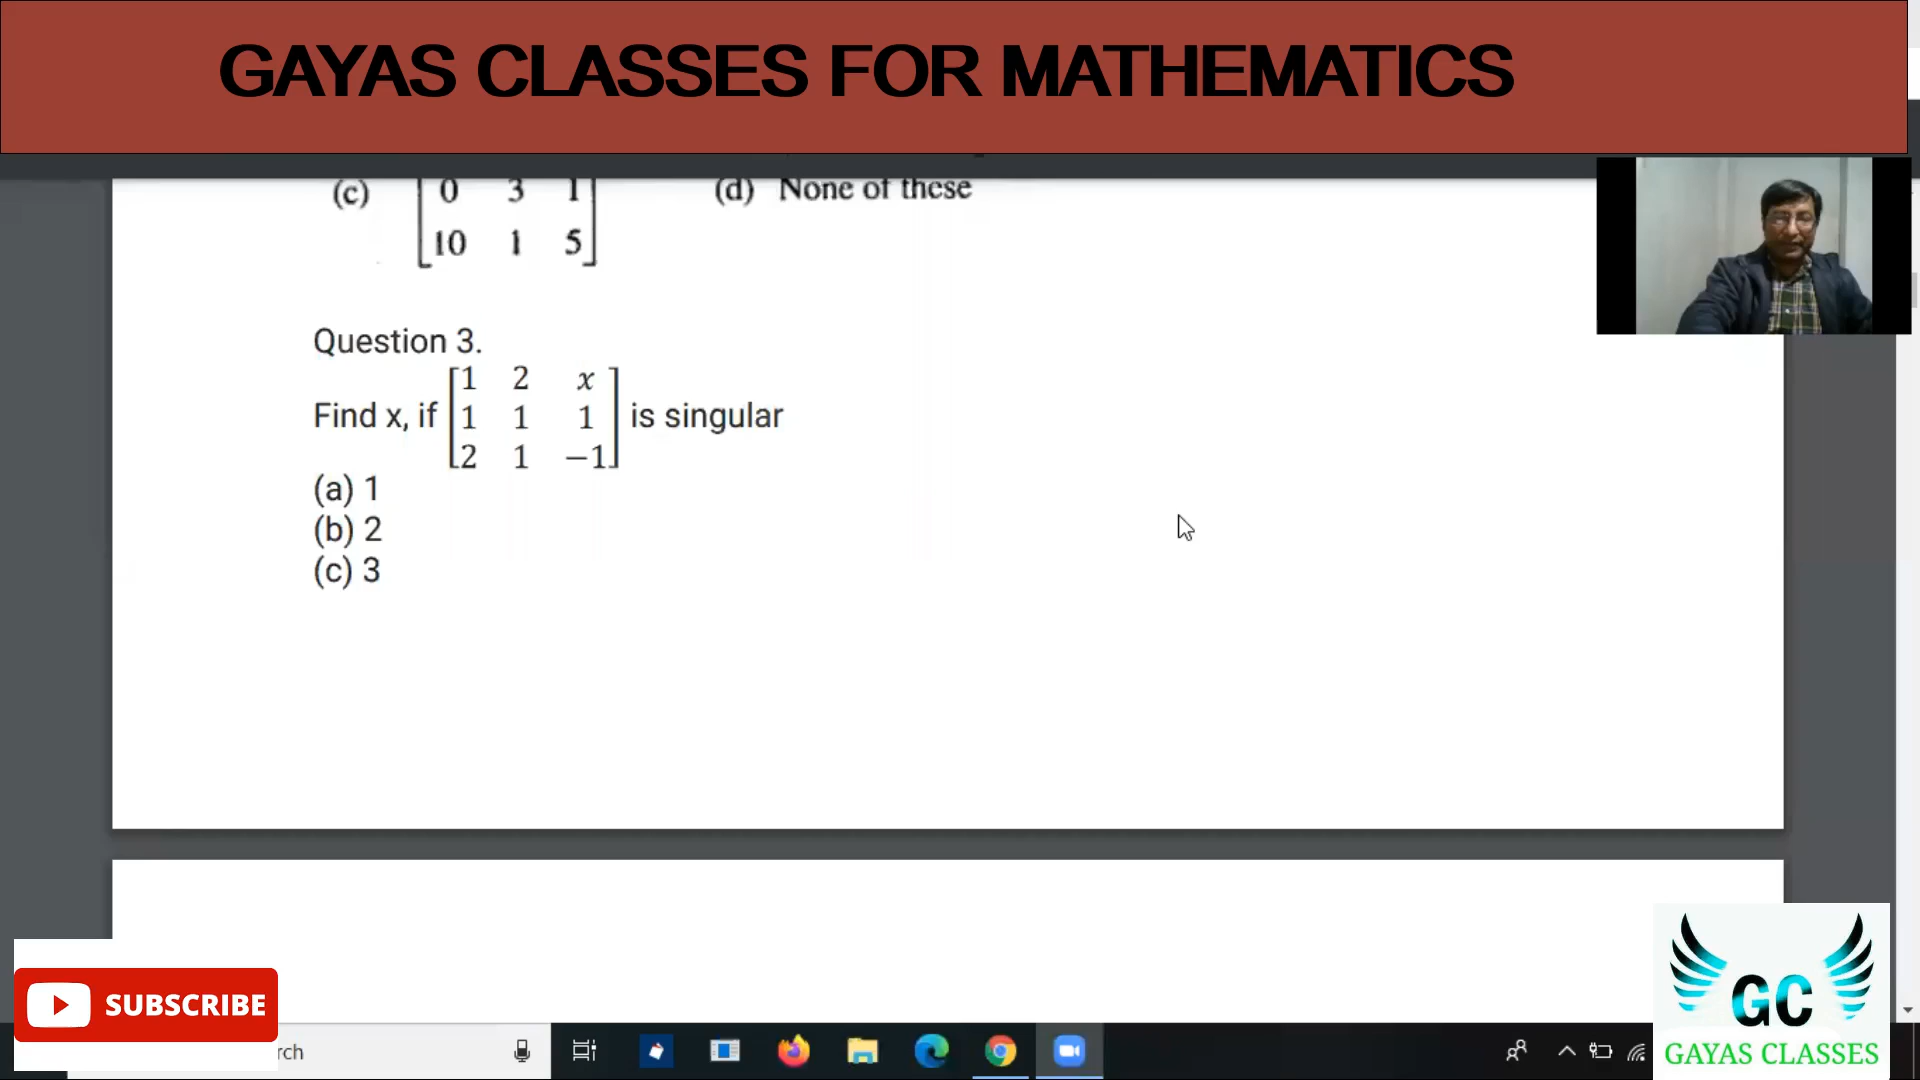 GAYAS CLASSES FOR MATHEMATICS
(c) [0 3 1] (d) None of these
[10 1 5]
Question 3.
[1 2 x]
Find x, if [1 1 1] is singular
[2 1 −1]
(a) 1
(b) 2
(c) 3
SUBSCRIBE
rch
GC
GAYAS CLASSES